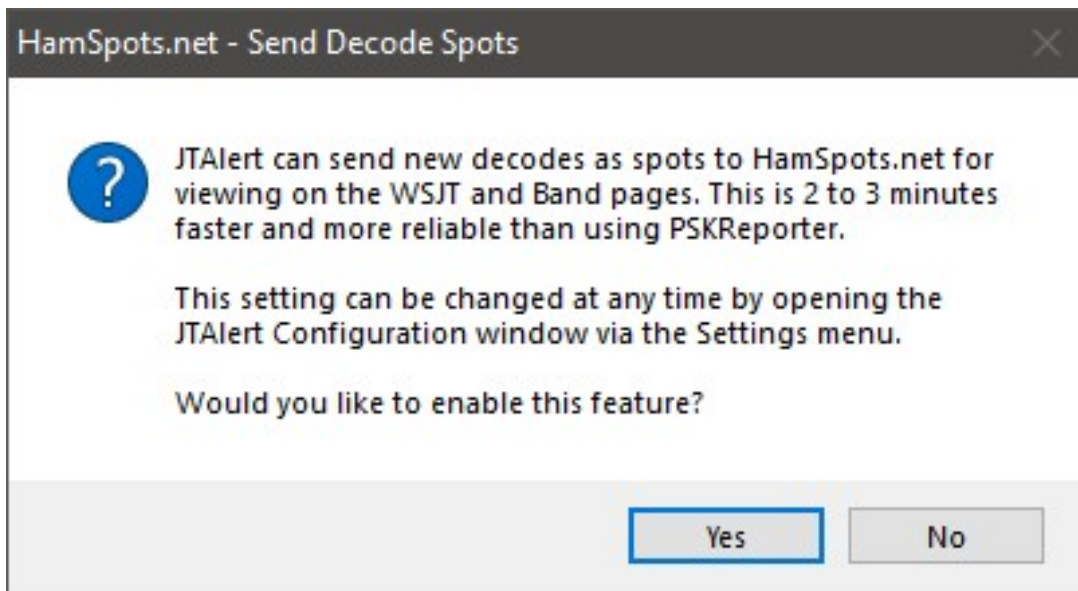 HamSpots.net - Send Decode Spots
JTAlert can send new decodes as spots to HamSpots.net for
viewing on the WSJT and Band pages. This is 2 to 3 minutes
faster and more reliable than using PSKReporter.
This setting can be changed at any time by opening the
JTAlert Configuration window via the Settings menu.
Would you like to enable this feature?
Yes No